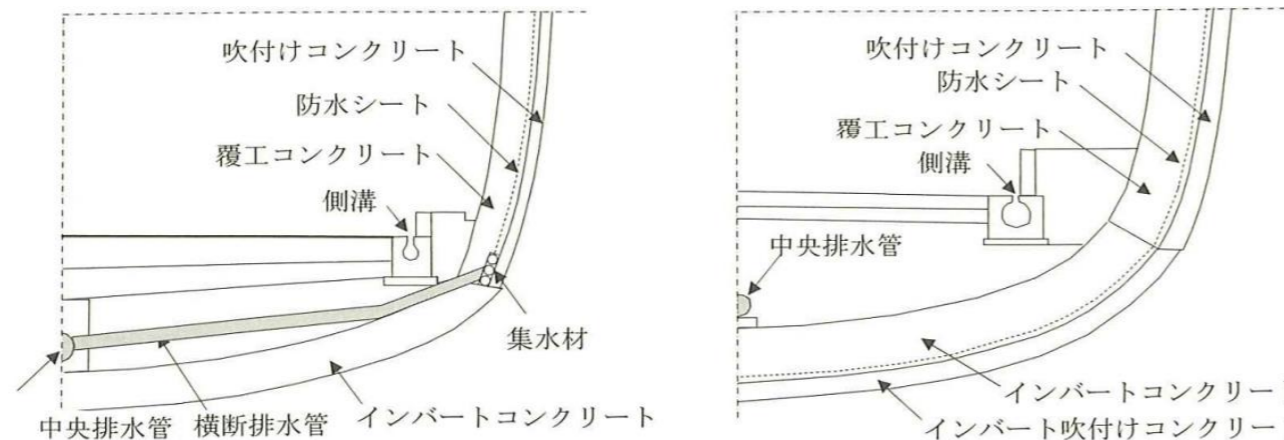 吹付けコンクリート
防水シート
覆工コンクリート
側溝
集水材
インバートコンクリート
中央排水管
横断排水管
吹付けコンクリート
防水シート
覆工コンクリート
側溝
中央排水管
インバートコンクリー
インバート吹付けコンクリー